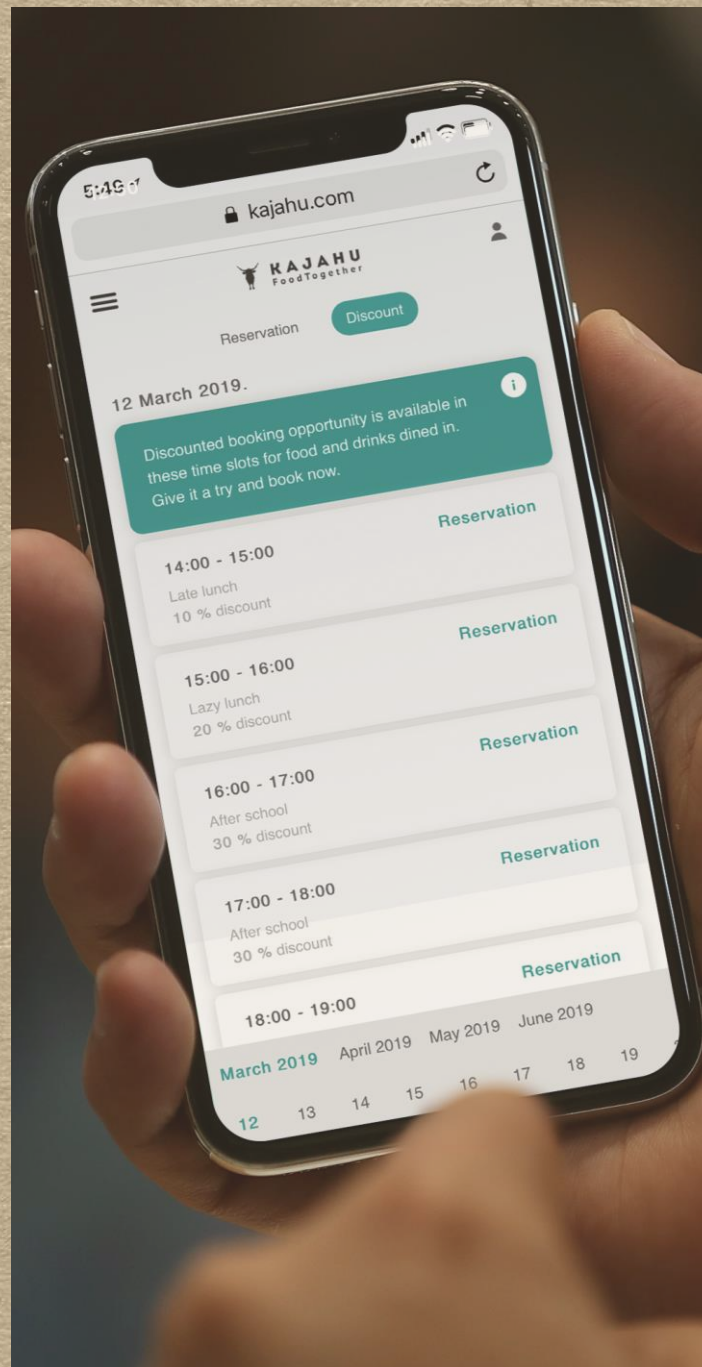 kajahu.com
KAJAHU
FoodTogether
Reservation
Discount
12 March 2019.
Discounted booking opportunity is available in
these time slots for food and drinks dined in.
Give it a try and book now.
i
14:00 - 15:00
Reservation
Late lunch
10 % discount
15:00 - 16:00
Reservation
Lazy lunch
20 % discount
16:00 - 17:00
Reservation
After school
30 % discount
17:00 - 18:00
Reservation
After school
30 % discount
18:00 - 19:00
Reservation
March 2019 April 2019 May 2019 June 2019
12 13 14 15 16 17 18 19